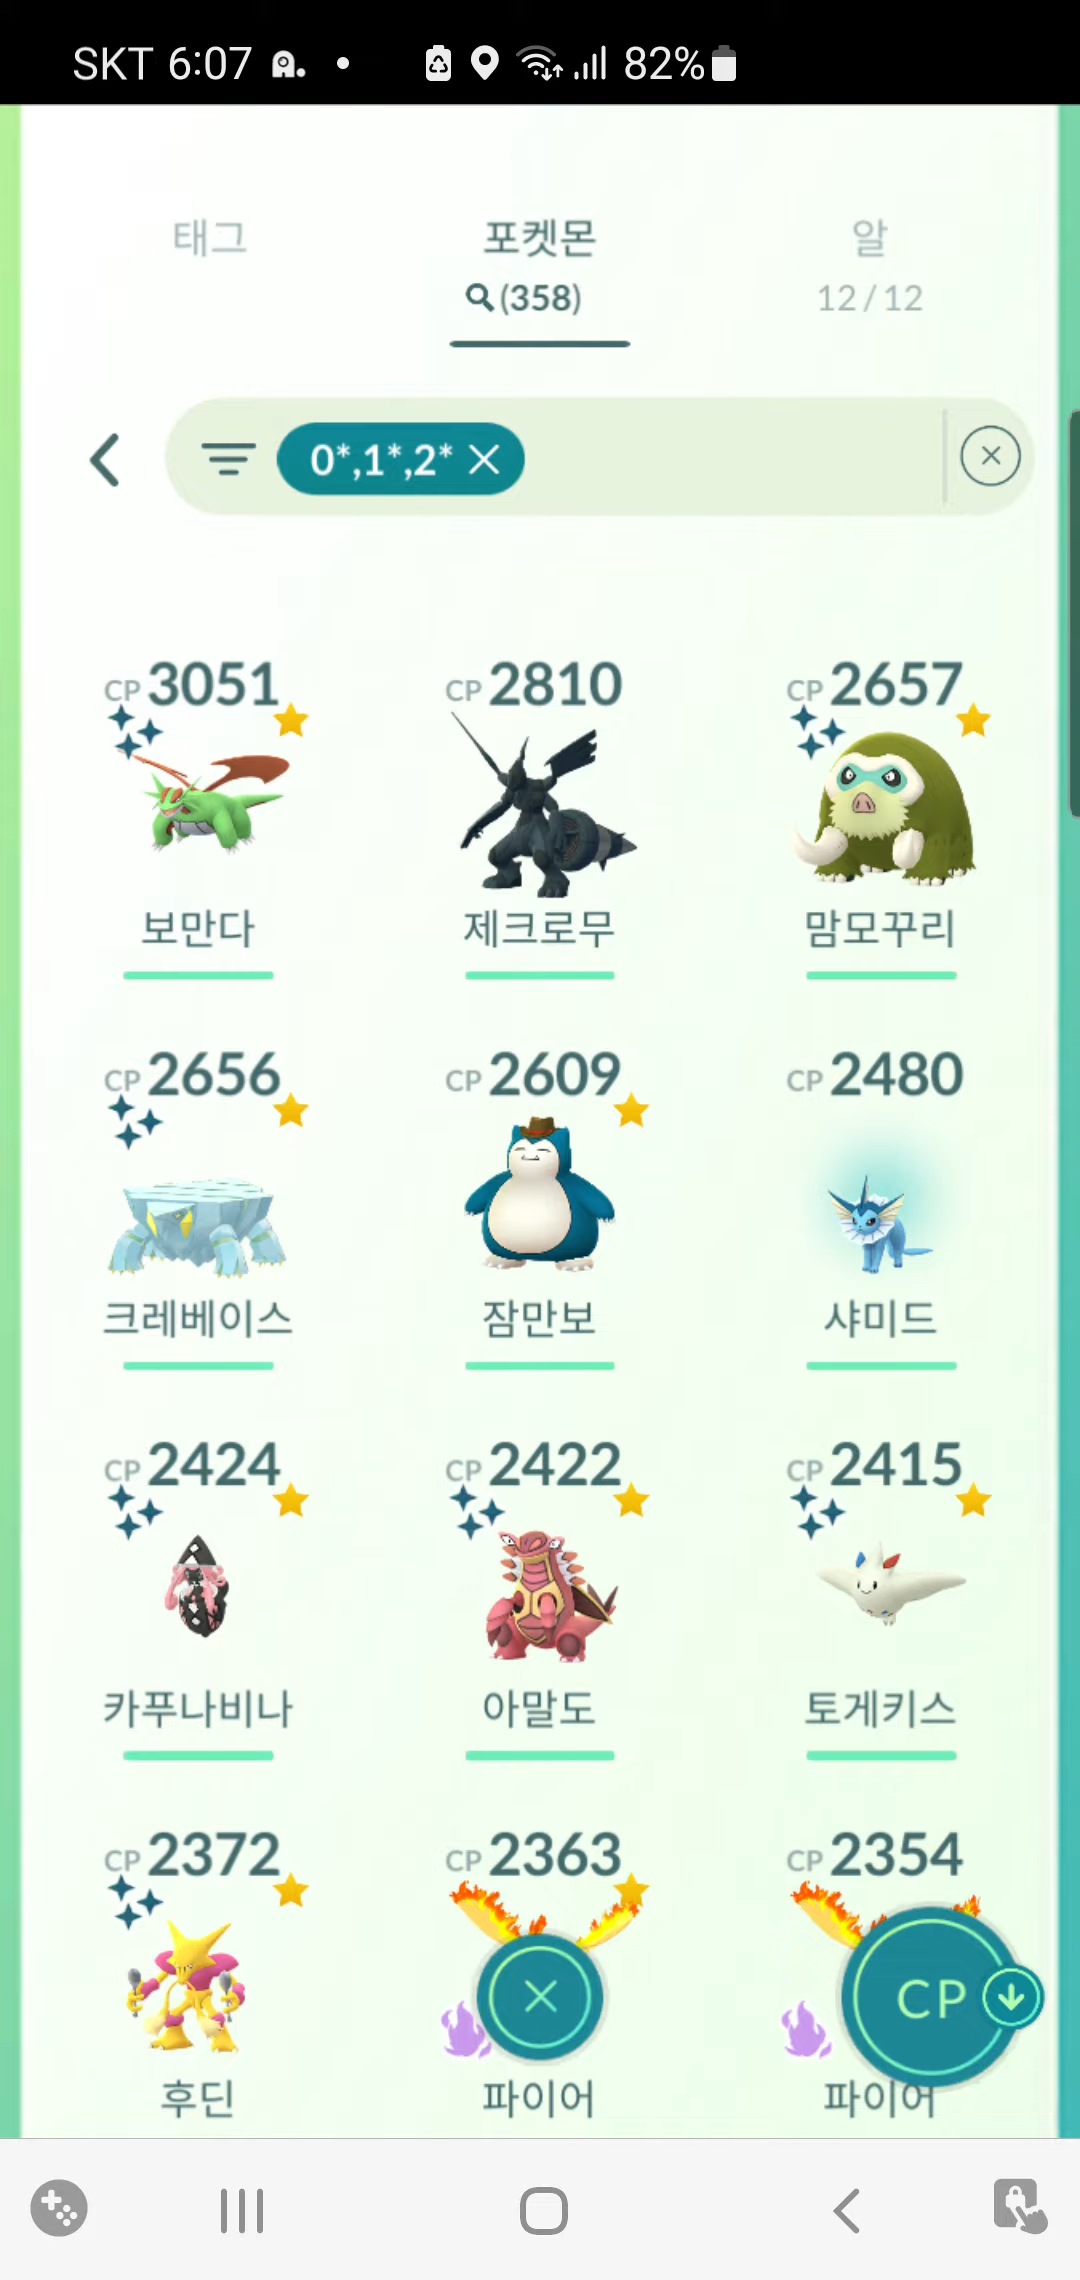 SKT 6:07 82%
태그 포켓몬 알
(358) 12 / 12
0*,1*,2*
CP 3051 CP 2810 CP 2657
보만다 제크로무 맘모꾸리
CP 2656 CP 2609 CP 2480
크레베이스 잠만보 샤미드
CP 2424 CP 2422 CP 2415
카푸나비나 아말도 토게키스
CP 2372 CP 2363 CP 2354
CP
후딘 파이어 파이어